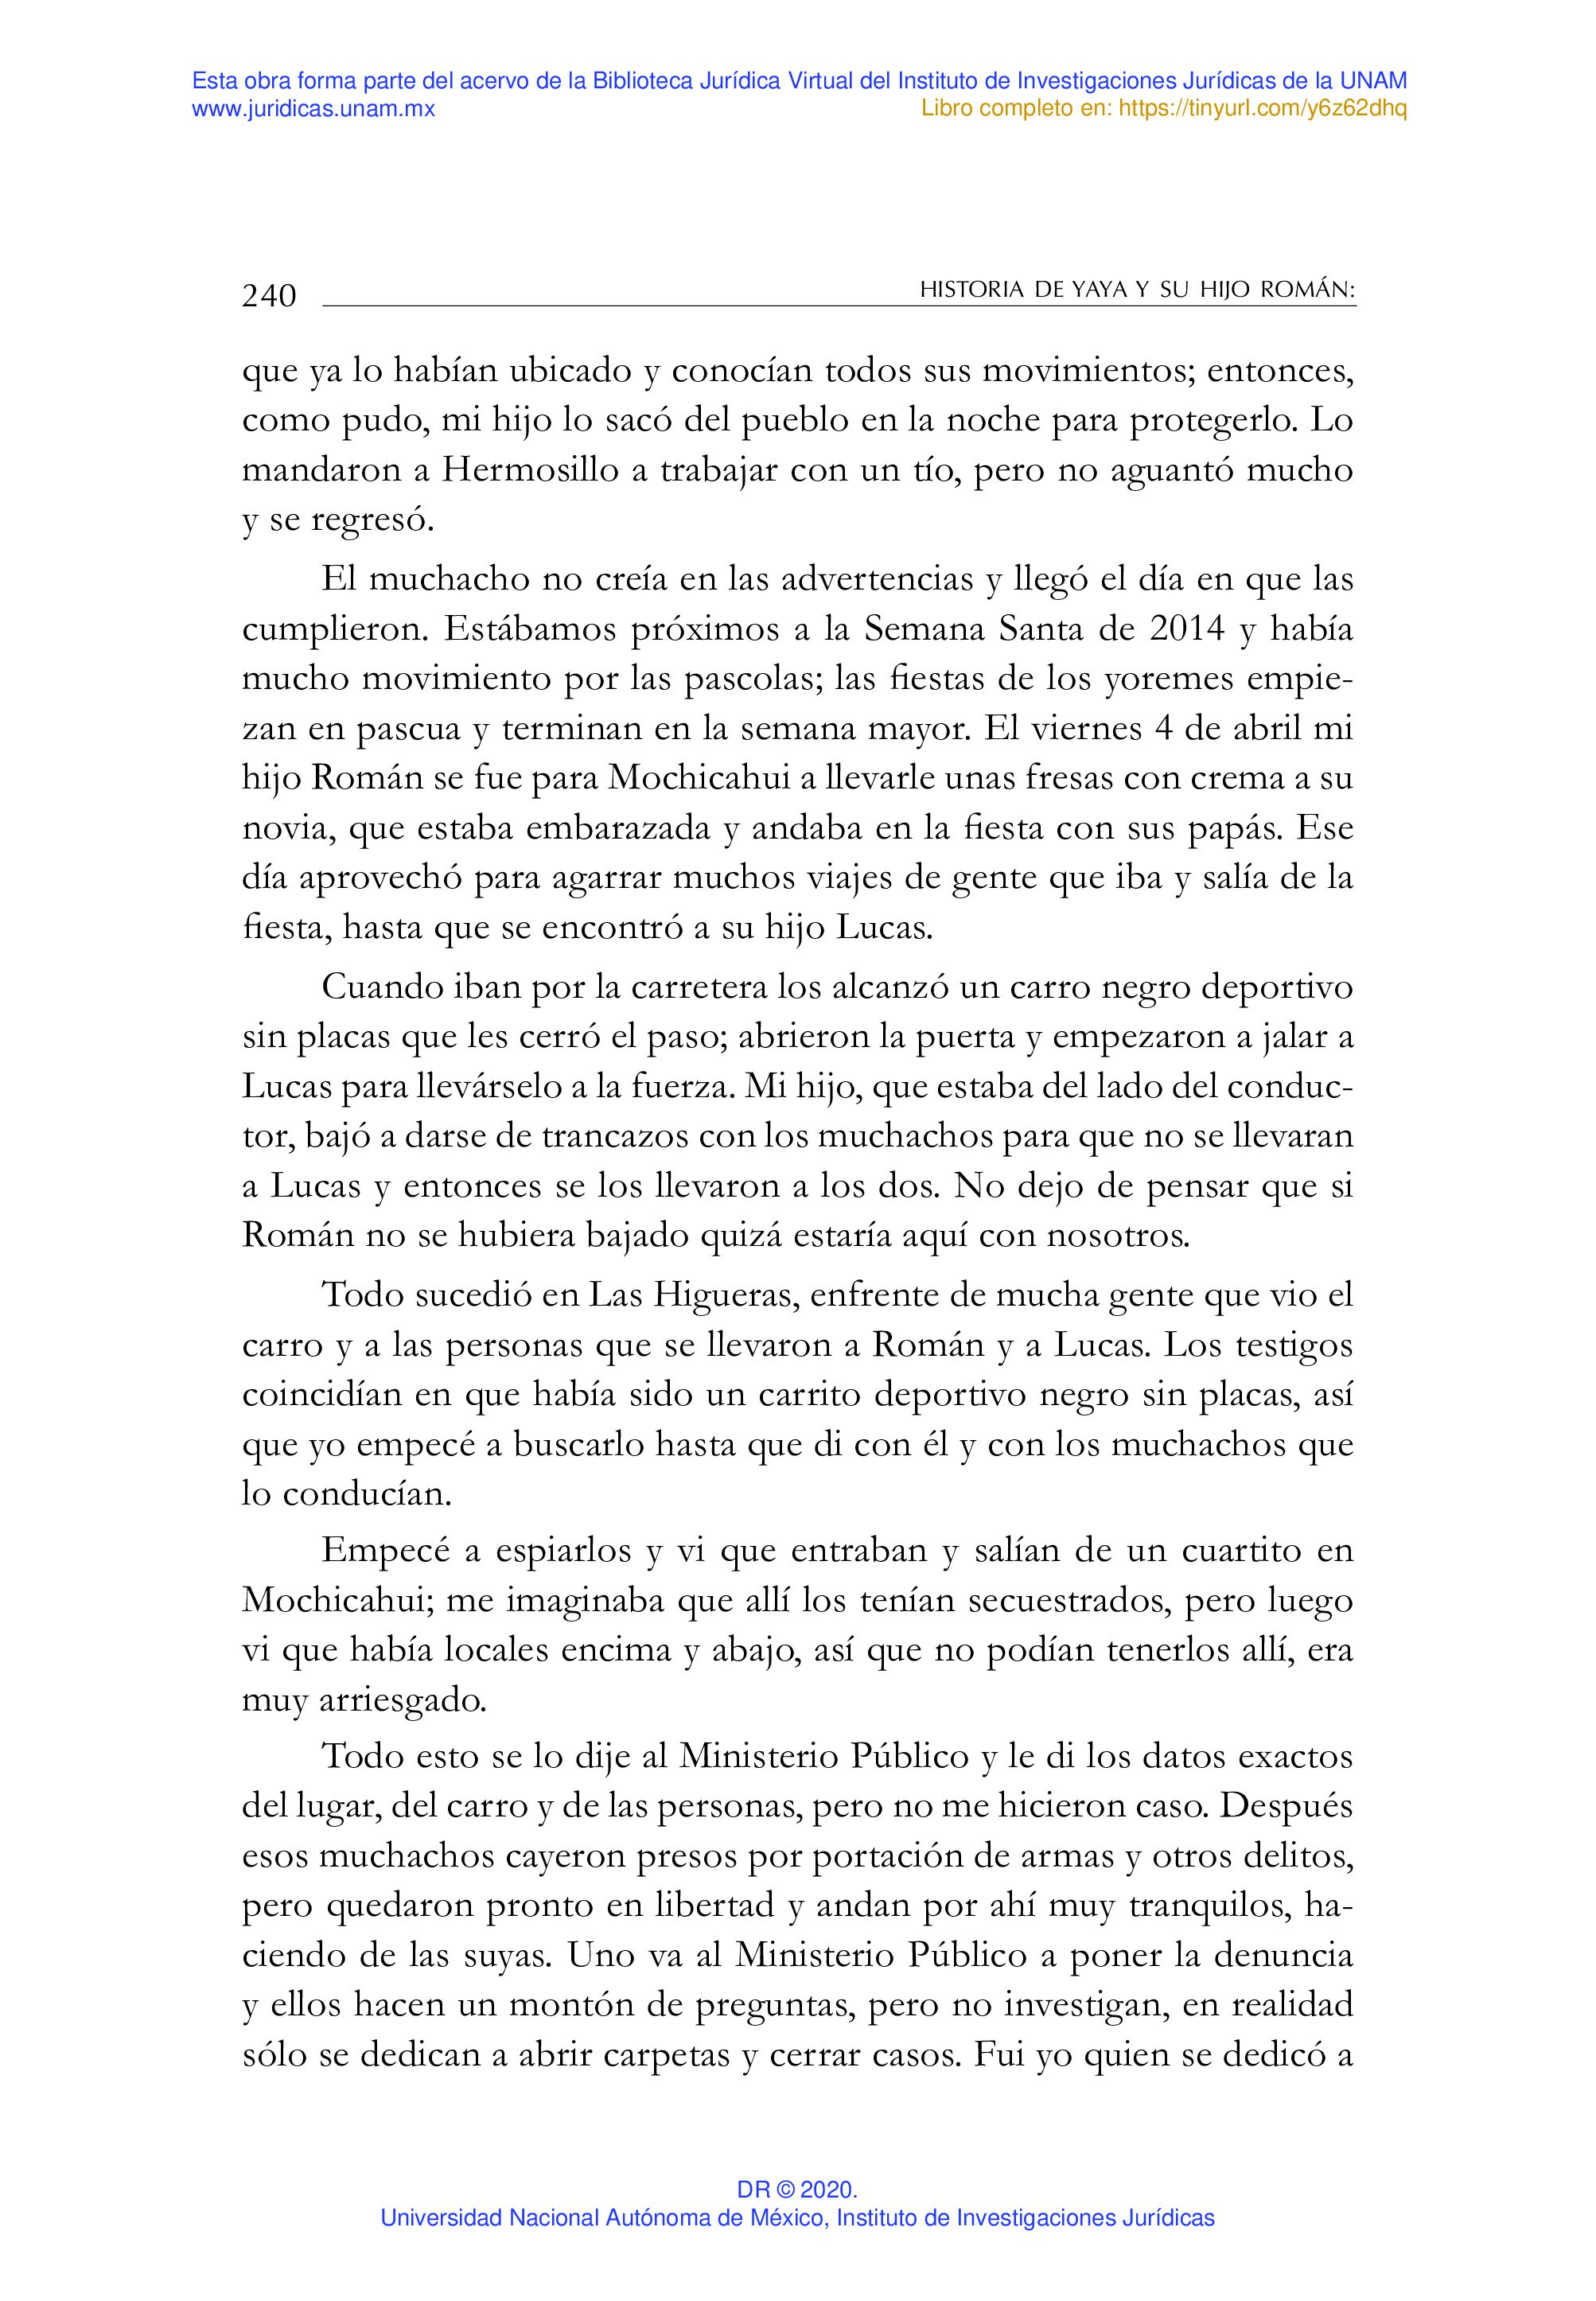 Esta obra forma parte del acervo de la Biblioteca Jurídica Virtual del Instituto de Investigaciones Jurídicas de la UNAM
www.juridicas.unam.mx
Libro completo en: https://tinyurl.com/y6z62dhq
240
HISTORIA DE YAYA Y SU HIJO ROMÁN:
que ya lo habían ubicado y conocían todos sus movimientos; entonces,
como pudo, mi hijo lo sacó del pueblo en la noche para protegerlo. Lo
mandaron a Hermosillo a trabajar con un tío, pero no aguantó mucho
y se regresó.
El muchacho no creía en las advertencias y llegó el día en que las
cumplieron. Estábamos próximos a la Semana Santa de 2014 y había
mucho movimiento por las pascolas; las fiestas de los yoremes empie-
zan en pascua y terminan en la semana mayor. El viernes 4 de abril mi
hijo Román se fue para Mochicahui a llevarle unas fresas con crema a su
novia, que estaba embarazada y andaba en la fiesta con sus papás. Ese
día aprovechó para agarrar muchos viajes de gente que iba y salía de la
fiesta, hasta que se encontró a su hijo Lucas.
Cuando iban por la carretera los alcanzó un carro negro deportivo
sin placas que les cerró el paso; abrieron la puerta y empezaron a jalar a
Lucas para llevárselo a la fuerza. Mi hijo, que estaba del lado del conduc-
tor, bajó a darse de trancazos con los muchachos para que no se llevaran
a Lucas y entonces se los llevaron a los dos. No dejo de pensar que si
Román no se hubiera bajado quizá estaría aquí con nosotros.
Todo sucedió en Las Higueras, enfrente de mucha gente que vio el
carro y a las personas que se llevaron a Román y a Lucas. Los testigos
coincidían en que había sido un carrito deportivo negro sin placas, así
que yo empecé a buscarlo hasta que di con él y con los muchachos que
lo conducían.
Empecé a espiarlos y vi que entraban y salían de un cuartito en
Mochicahui; me imaginaba que allí los tenían secuestrados, pero luego
vi que había locales encima y abajo, así que no podían tenerlos allí, era
muy arriesgado.
Todo esto se lo dije al Ministerio Público y le di los datos exactos
del lugar, del carro y de las personas, pero no me hicieron caso. Después
esos muchachos cayeron presos por portación de armas y otros delitos,
pero quedaron pronto en libertad y andan por ahí muy tranquilos, ha-
ciendo de las suyas. Uno va al Ministerio Público a poner la denuncia
y ellos hacen un montón de preguntas, pero no investigan, en realidad
sólo se dedican a abrir carpetas y cerrar casos. Fui yo quien se dedicó a
DR © 2020.
Universidad Nacional Autónoma de México, Instituto de Investigaciones Jurídicas